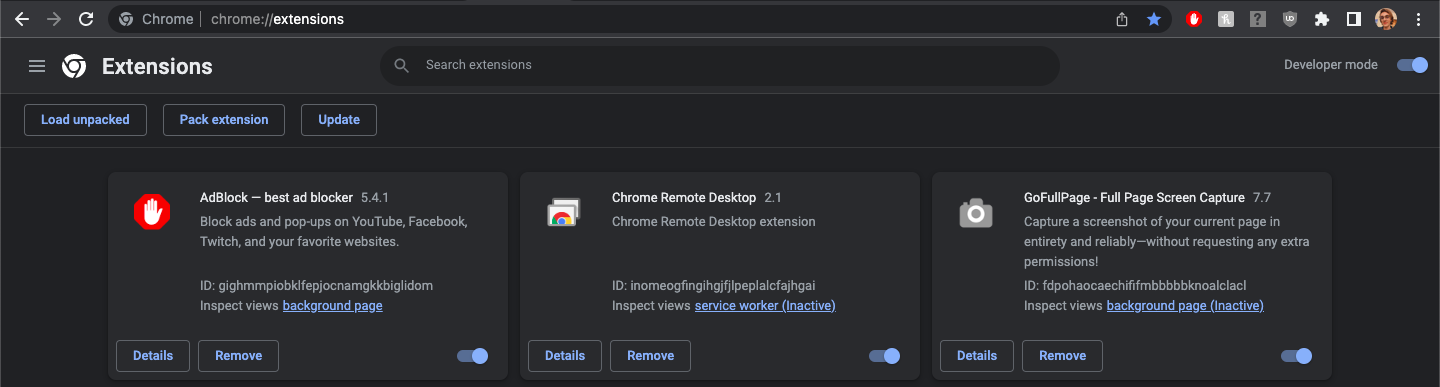 Chrome | chrome://extensions
Extensions
Search extensions
Developer mode
Load unpacked
Pack extension
Update
AdBlock — best ad blocker 5.4.1
Block ads and pop-ups on YouTube, Facebook,
Twitch, and your favorite websites.
ID: gighmmpiobklfepjocnamgkkbiglidom
Inspect views background page
Details
Remove
Chrome Remote Desktop 2.1
Chrome Remote Desktop extension
ID: inomeogfingihgjfjlpeplalcfajhgai
Inspect views service worker (Inactive)
Details
Remove
GoFullPage - Full Page Screen Capture 7.7
Capture a screenshot of your current page in
entirety and reliably—without requesting any extra
permissions!
ID: fdpohaocaechififmbbbbbknoalclacl
Inspect views background page (Inactive)
Details
Remove